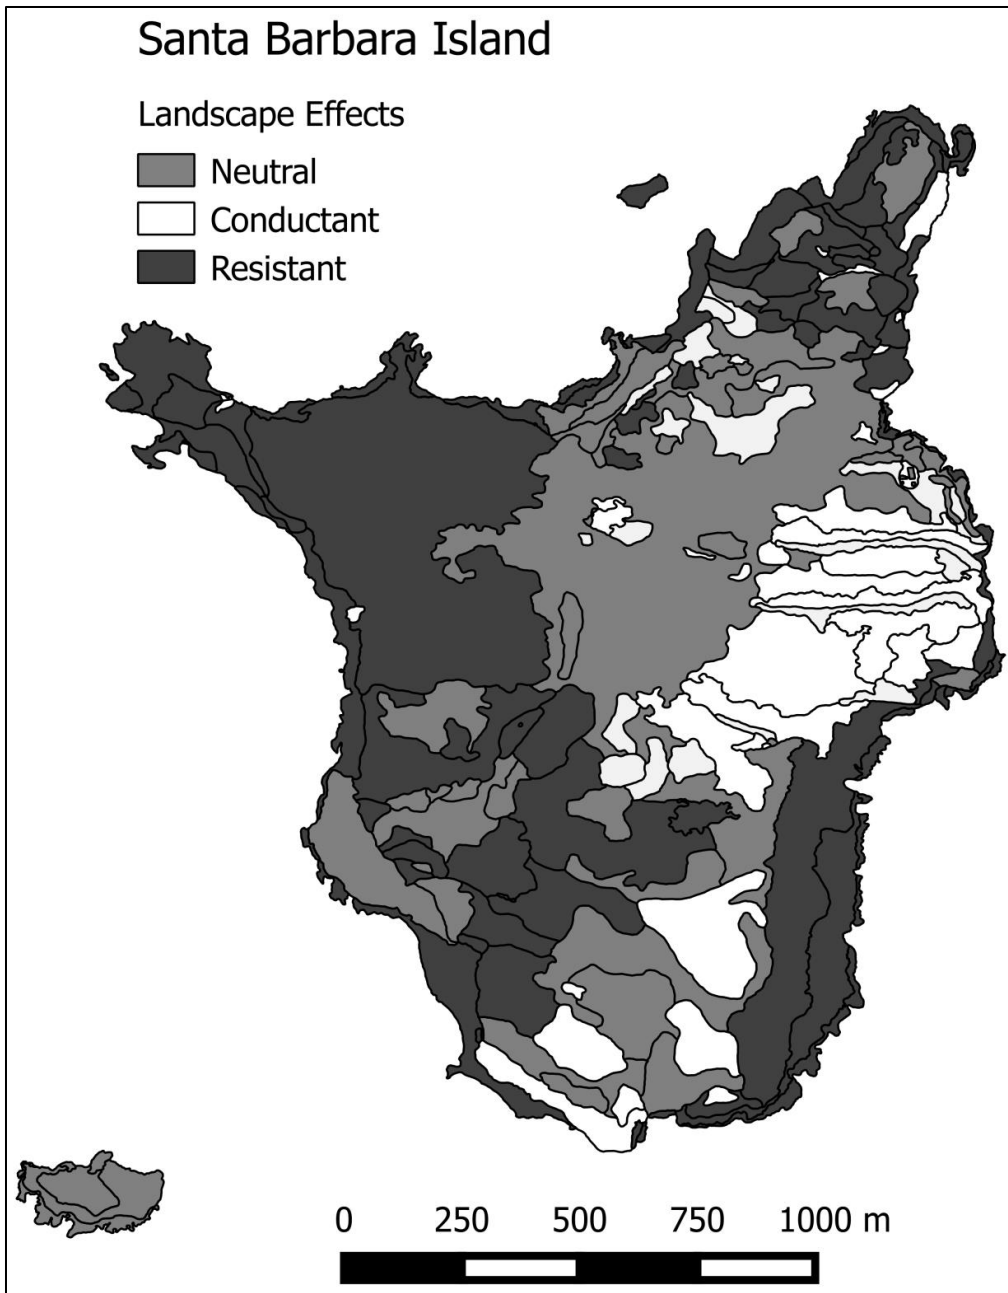 Santa Barbara Island
Landscape Effects
Neutral
Conductant
Resistant
0 250 500 750 1000 m